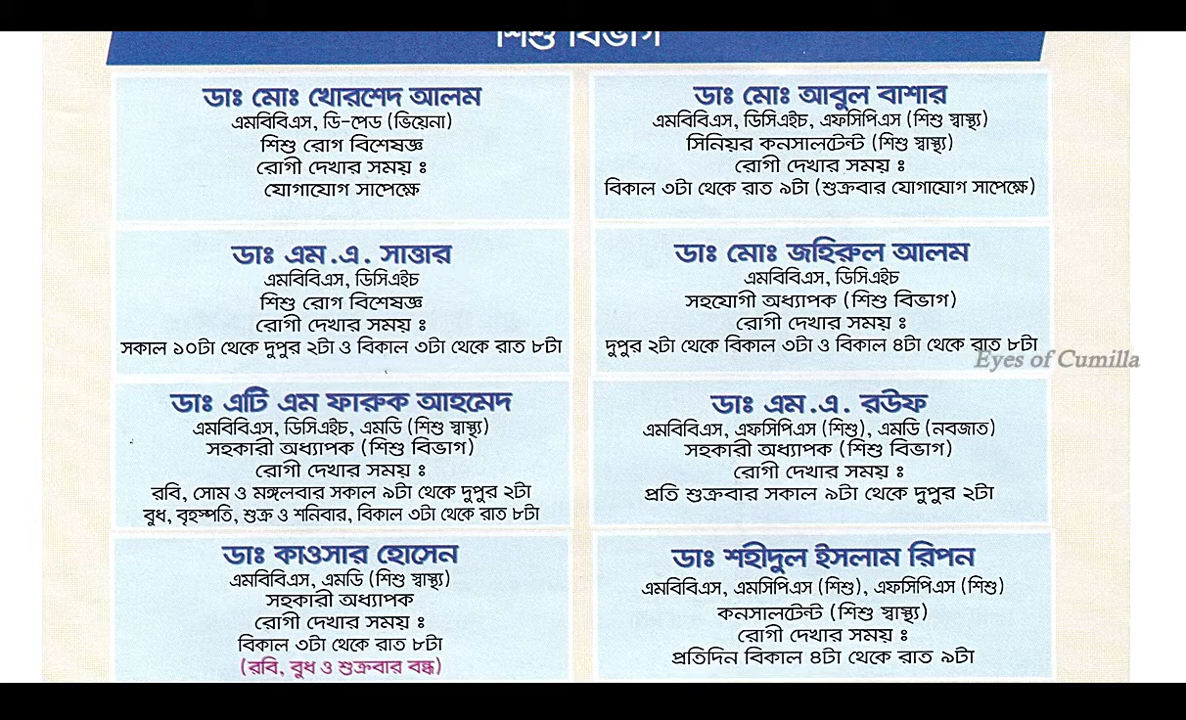 শিশু বিভাগ
ডাঃ মোঃ খোরশেদ আলম
এমবিবিএস, ডি-পেড (ভিয়েনা)
শিশু রোগ বিশেষজ্ঞ
রোগী দেখার সময় ঃ
যোগাযোগ সাপেক্ষে
ডাঃ মোঃ আবুল বাশার
এমবিবিএস, ডিসিএইচ, এফসিপিএস (শিশু স্বাস্থ্য)
সিনিয়র কনসালটেন্ট (শিশু স্বাস্থ্য)
রোগী দেখার সময় ঃ
বিকাল ৩টা থেকে রাত ৯টা (শুক্রবার যোগাযোগ সাপেক্ষে)
ডাঃ এম.এ. সাত্তার
এমবিবিএস, ডিসিএইচ
শিশু রোগ বিশেষজ্ঞ
রোগী দেখার সময় ঃ
সকাল ১০টা থেকে দুপুর ২টা ও বিকাল ৩টা থেকে রাত ৮টা
ডাঃ মোঃ জহিরুল আলম
এমবিবিএস, ডিসিএইচ
সহযোগী অধ্যাপক (শিশু বিভাগ)
রোগী দেখার সময় ঃ
দুপুর ২টা থেকে বিকাল ৩টা ও বিকাল ৪টা থেকে রাত ৮টা
Eyes of Cumilla
ডাঃ এটি এম ফারুক আহমেদ
এমবিবিএস, ডিসিএইচ, এমডি (শিশু স্বাস্থ্য)
সহকারী অধ্যাপক (শিশু বিভাগ)
রোগী দেখার সময় ঃ
রবি, সোম ও মঙ্গলবার সকাল ৯টা থেকে দুপুর ২টা
বুধ, বৃহস্পতি, শুক্র ও শনিবার, বিকাল ৩টা থেকে রাত ৮টা
ডাঃ এম.এ. রউফ
এমবিবিএস, এফসিপিএস (শিশু), এমডি (নবজাত)
সহকারী অধ্যাপক (শিশু বিভাগ)
রোগী দেখার সময় ঃ
প্রতি শুক্রবার সকাল ৯টা থেকে দুপুর ২টা
ডাঃ কাওসার হোসেন
এমবিবিএস, এমডি (শিশু স্বাস্থ্য)
সহকারী অধ্যাপক
রোগী দেখার সময় ঃ
বিকাল ৩টা থেকে রাত ৮টা
(রবি, বুধ ও শুক্রবার বন্ধ)
ডাঃ শহীদুল ইসলাম রিপন
এমবিবিএস, এমসিপিএস (শিশু), এফসিপিএস (শিশু)
কনসালটেন্ট (শিশু স্বাস্থ্য)
রোগী দেখার সময় ঃ
প্রতিদিন বিকাল ৪টা থেকে রাত ৯টা